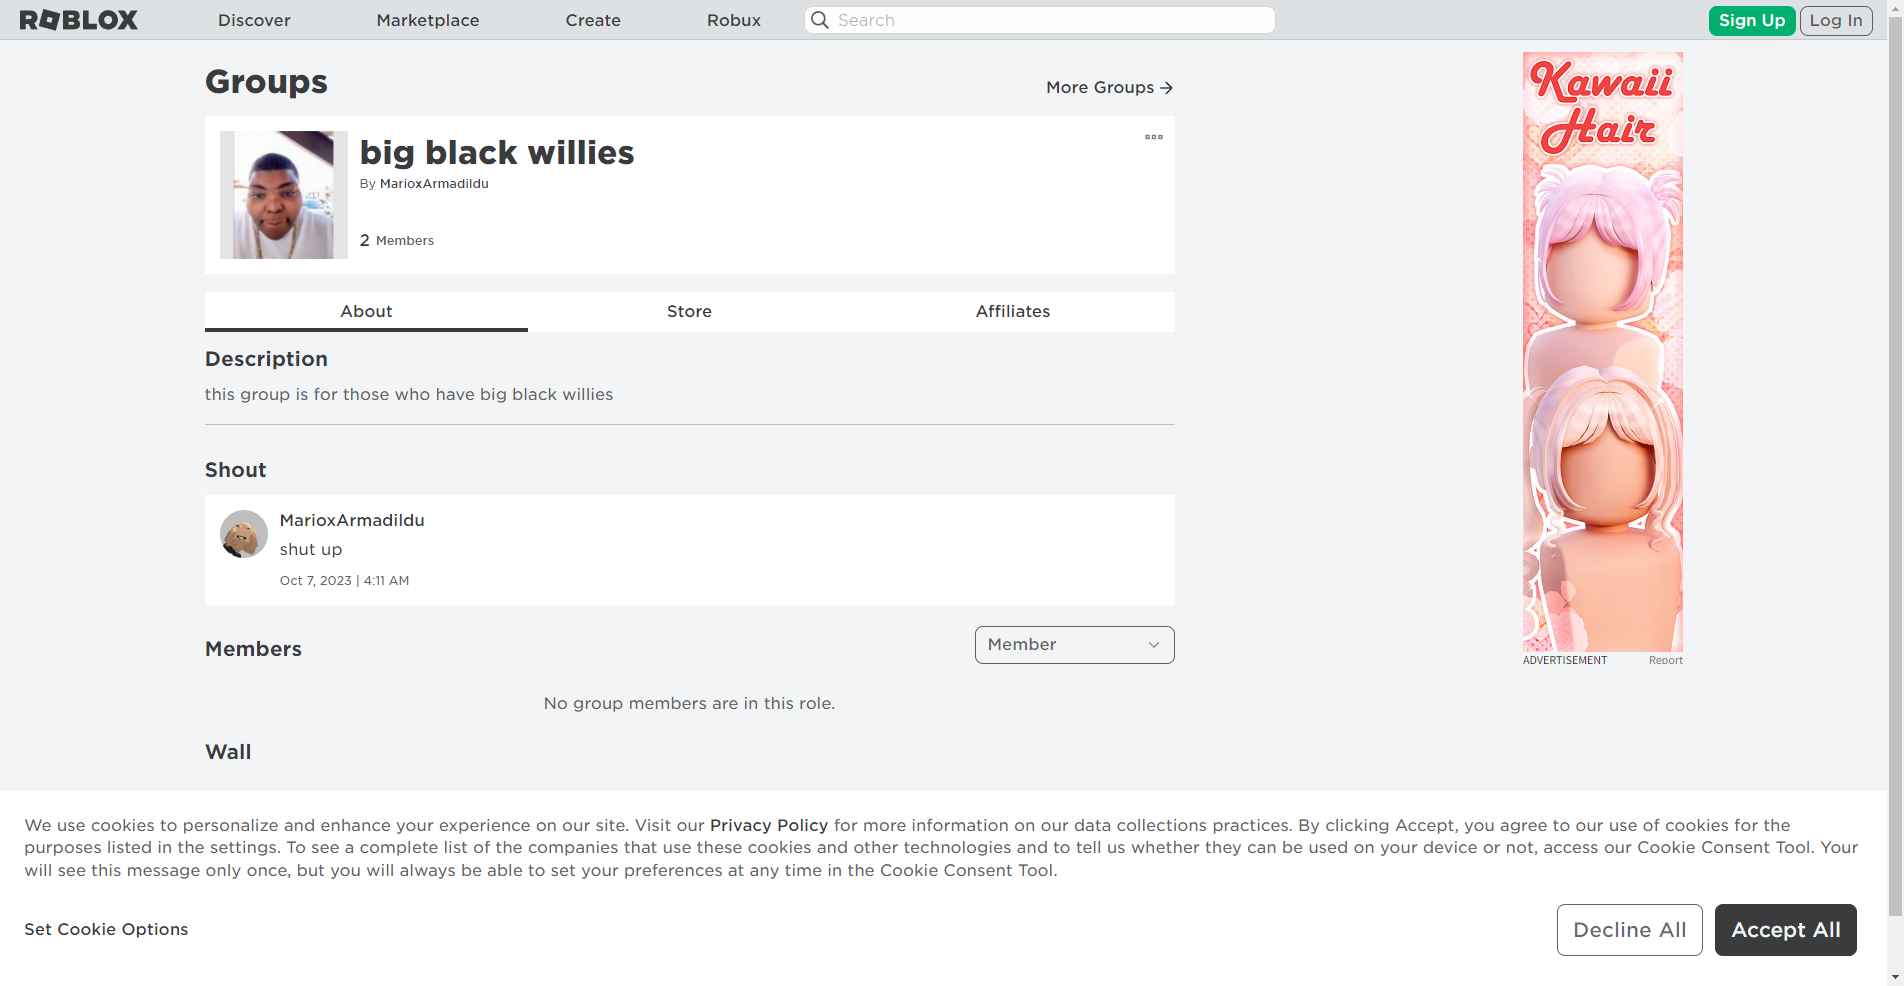 ROBLOX
Discover
Marketplace
Create
Robux
Search
Sign Up
Log In
Groups
More Groups
big black willies
By MarioxArmadildu
2 Members
About
Store
Affiliates
Description
this group is for those who have big black willies
Shout
MarioxArmadildu
shut up
Oct 7, 2023 | 4:11 AM
Members
Member
No group members are in this role.
Wall
Kawaii
Hair
ADVERTISEMENT
Report
We use cookies to personalize and enhance your experience on our site. Visit our Privacy Policy for more information on our data collections practices. By clicking Accept, you agree to our use of cookies for the
purposes listed in the settings. To see a complete list of the companies that use these cookies and other technologies and to tell us whether they can be used on your device or not, access our Cookie Consent Tool. Your
will see this message only once, but you will always be able to set your preferences at any time in the Cookie Consent Tool.
Set Cookie Options
Decline All
Accept All